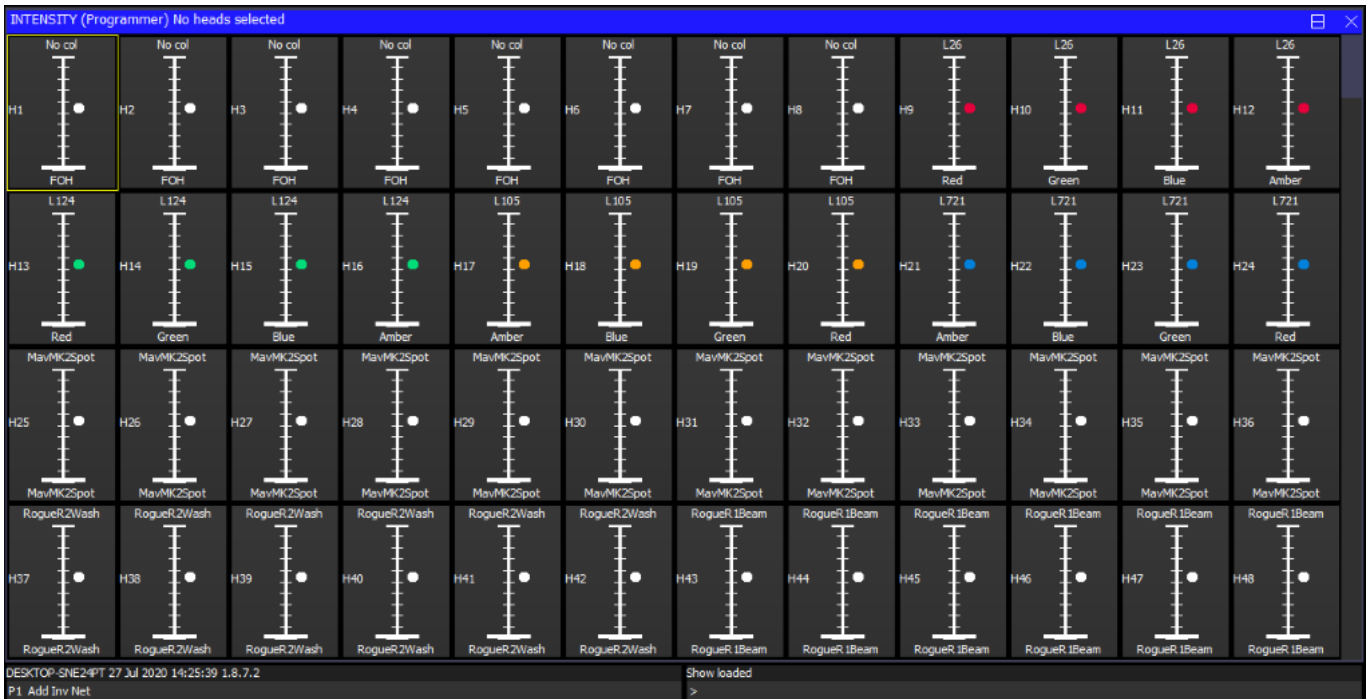 INTENSITY (Programmer) No heads selected
No col No col No col No col No col No col No col No col L26 L26 L26 L26
H1 H2 H3 H4 H5 H6 H7 H8 H9 H10 H11 H12
FOH FOH FOH FOH FOH FOH FOH FOH Red Green Blue Amber
L124 L124 L124 L124 L105 L105 L105 L105 L721 L721 L721 L721
H13 H14 H15 H16 H17 H18 H19 H20 H21 H22 H23 H24
Red Green Blue Amber Amber Blue Green Red Amber Blue Green Red
MavMK2Spot MavMK2Spot MavMK2Spot MavMK2Spot MavMK2Spot MavMK2Spot MavMK2Spot MavMK2Spot MavMK2Spot MavMK2Spot MavMK2Spot MavMK2Spot
H25 H26 H27 H28 H29 H30 H31 H32 H33 H34 H35 H36
MavMK2Spot MavMK2Spot MavMK2Spot MavMK2Spot MavMK2Spot MavMK2Spot MavMK2Spot MavMK2Spot MavMK2Spot MavMK2Spot MavMK2Spot MavMK2Spot
RogueR2Wash RogueR2Wash RogueR2Wash RogueR2Wash RogueR2Wash RogueR2Wash RogueR1Beam RogueR1Beam RogueR1Beam RogueR1Beam RogueR1Beam RogueR1Beam
H37 H38 H39 H40 H41 H42 H43 H44 H45 H46 H47 H48
RogueR2Wash RogueR2Wash RogueR2Wash RogueR2Wash RogueR2Wash RogueR2Wash RogueR1Beam RogueR1Beam RogueR1Beam RogueR1Beam RogueR1Beam RogueR1Beam
DESKTOP-SNE24PT 27 Jul 2020 14:25:39 1.8.7.2 Show loaded
P1 Add Inv Net >